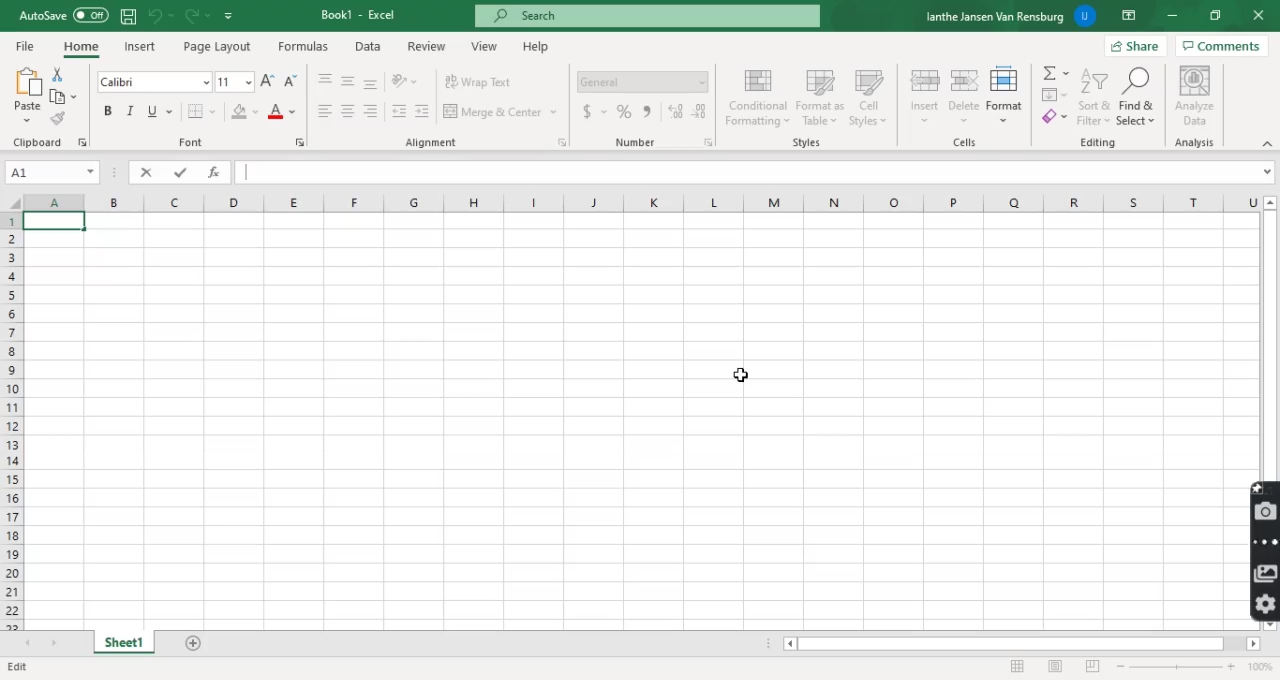 AutoSave Off Book1 - Excel Search Ianthe Jansen Van Rensburg IJ
File Home Insert Page Layout Formulas Data Review View Help Share Comments
Paste Calibri 11 A A Wrap Text General Conditional Formatting Format as Table Cell Styles Insert Delete Format Sort & Filter Find & Select Analyze Data
B I U A Merge & Center $ %
Clipboard Font Alignment Number Styles Cells Editing Analysis
A1 fx
A B C D E F G H I J K L M N O P Q R S T U
1
2
3
4
5
6
7
8
9
10
11
12
13
14
15
16
17
18
19
20
21
22
23
Sheet1
Edit 100%